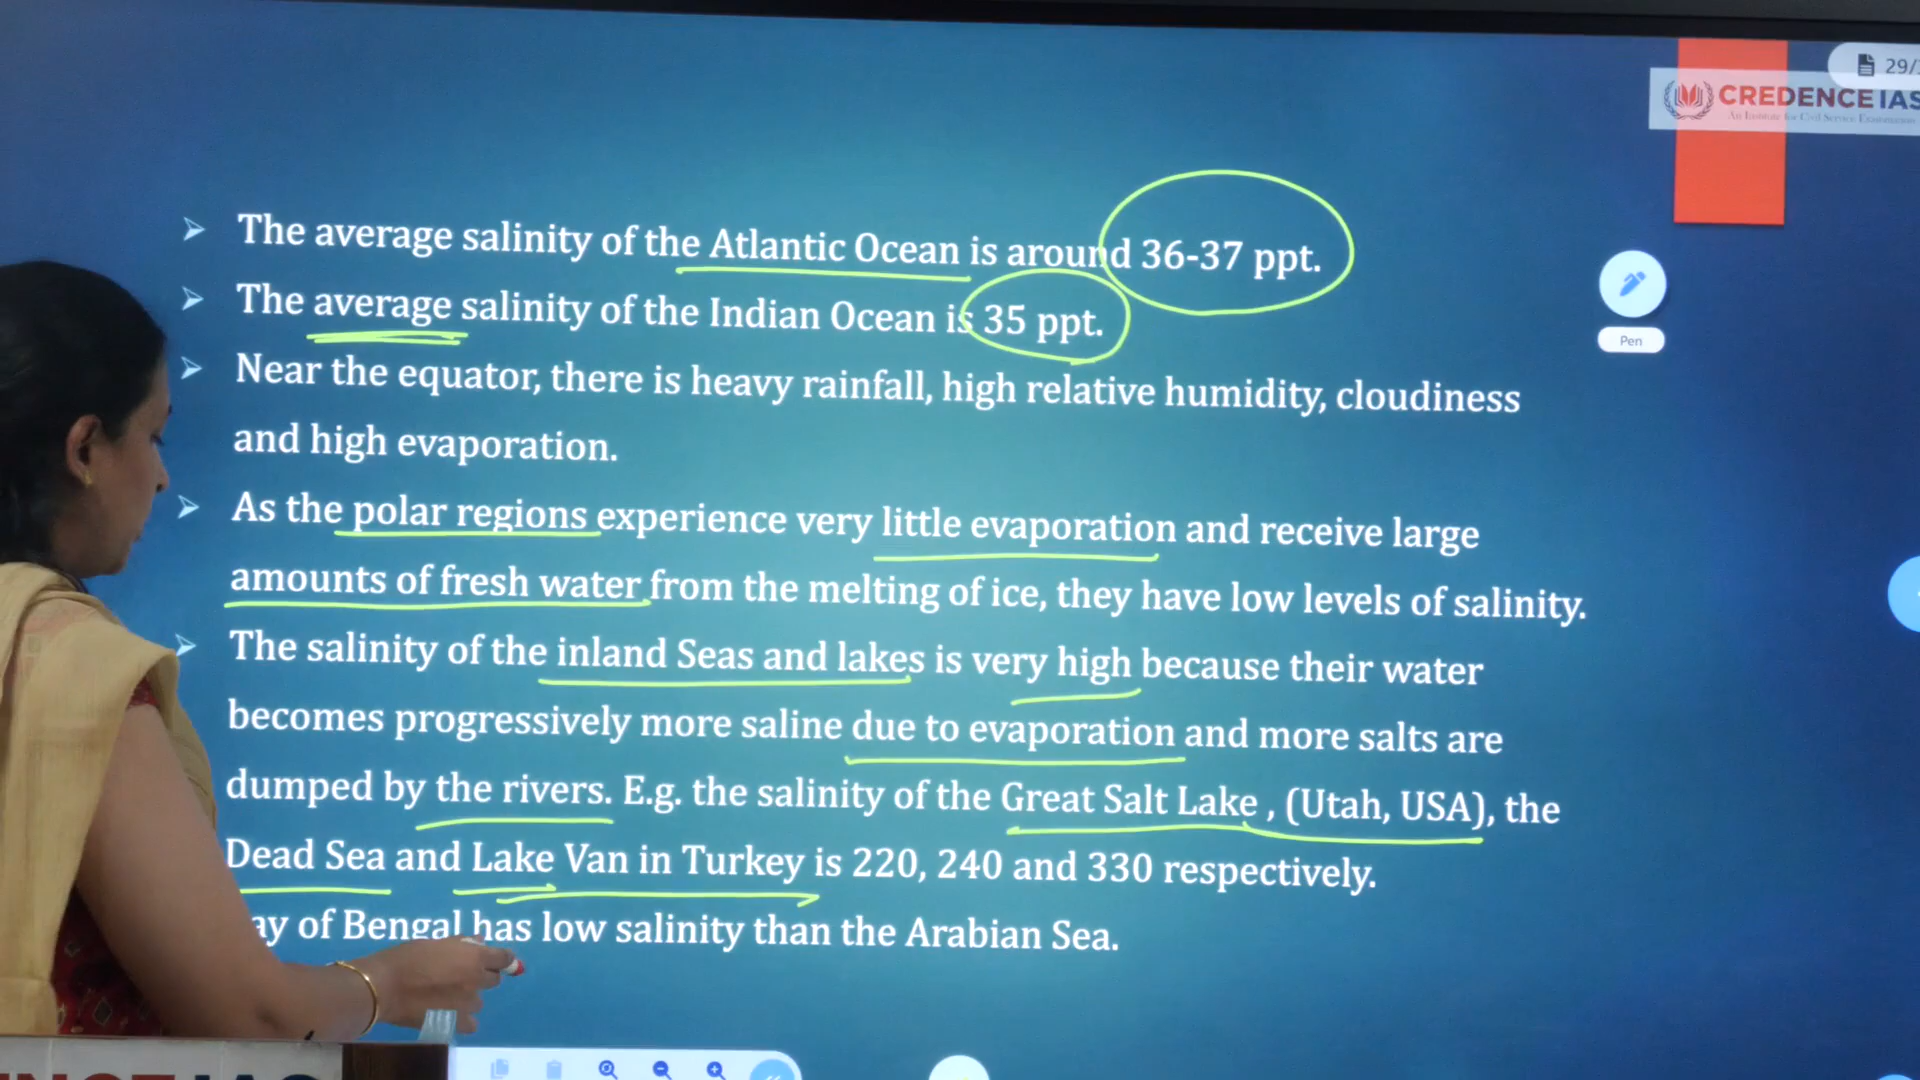 29/
CREDENCE IAS
An Institute for Civil Service Examination
The average salinity of the Atlantic Ocean is around 36-37 ppt.
The average salinity of the Indian Ocean is 35 ppt.
Near the equator, there is heavy rainfall, high relative humidity, cloudiness
and high evaporation.
As the polar regions experience very little evaporation and receive large
amounts of fresh water from the melting of ice, they have low levels of salinity.
The salinity of the inland Seas and lakes is very high because their water
becomes progressively more saline due to evaporation and more salts are
dumped by the rivers. E.g. the salinity of the Great Salt Lake , (Utah, USA), the
Dead Sea and Lake Van in Turkey is 220, 240 and 330 respectively.
ay of Bengal has low salinity than the Arabian Sea.
Pen